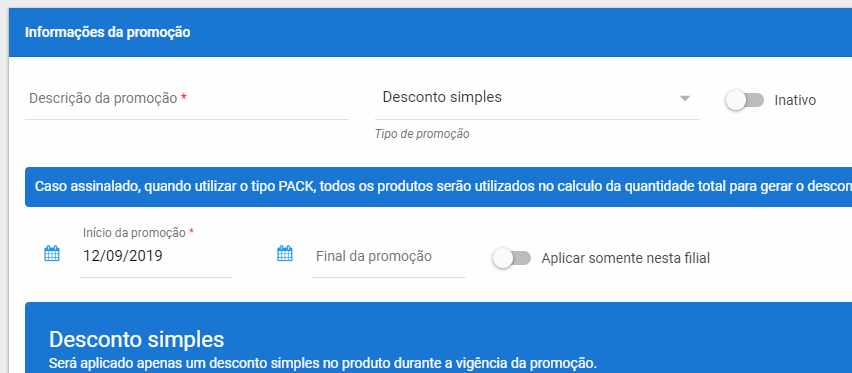 Informações da promoção
Descrição da promoção *
Desconto simples
Inativo
Tipo de promoção
Caso assinalado, quando utilizar o tipo PACK, todos os produtos serão utilizados no calculo da quantidade total para gerar o descon
Início da promoção *
12/09/2019
Final da promoção
Aplicar somente nesta filial
Desconto simples
Será aplicado apenas um desconto simples no produto durante a vigência da promoção.